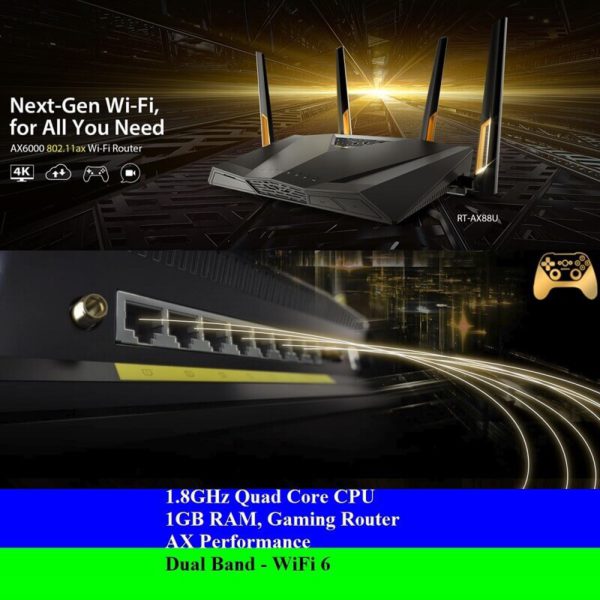 Next-Gen Wi-Fi,
for All You Need
AX6000 802.11ax Wi-Fi Router
4K
RT-AX88U
1.8GHz Quad Core CPU
1GB RAM, Gaming Router
AX Performance
Dual Band - WiFi 6